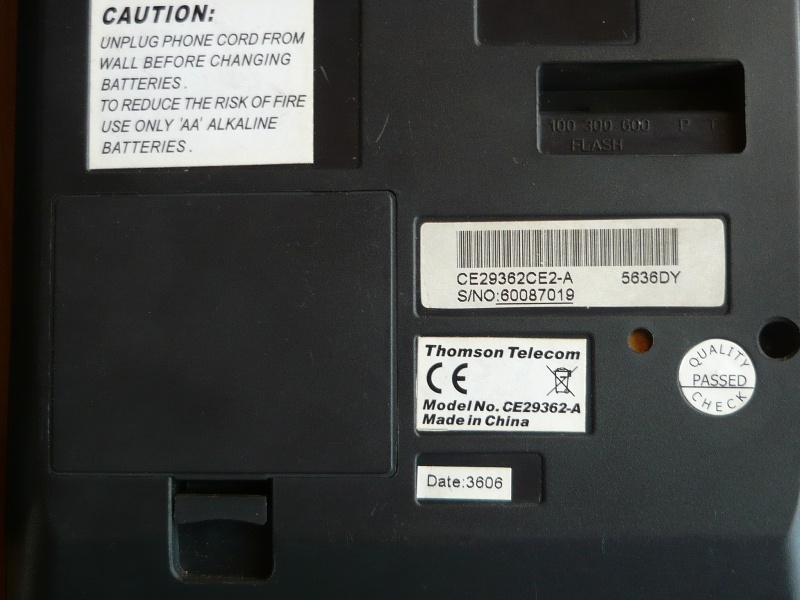 CAUTION:
UNPLUG PHONE CORD FROM
WALL BEFORE CHANGING
BATTERIES.
TO REDUCE THE RISK OF FIRE
USE ONLY 'AA' ALKALINE
BATTERIES.
100 300 600 P T
FLASH
CE29362CE2-A 5636DY
S/NO:60087019
Thomson Telecom
CE
Model No. CE29362-A
Made in China
QUALITY
PASSED
CHECK
Date:3606